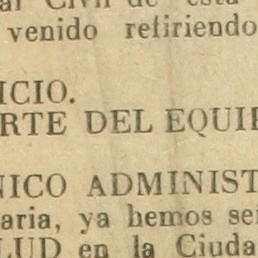 al Civil de esta
venido refiriendo
ICIO.
RTE DEL EQUIP
NICO ADMINIST
aria, ya hemos se
LUD en la Ciuda